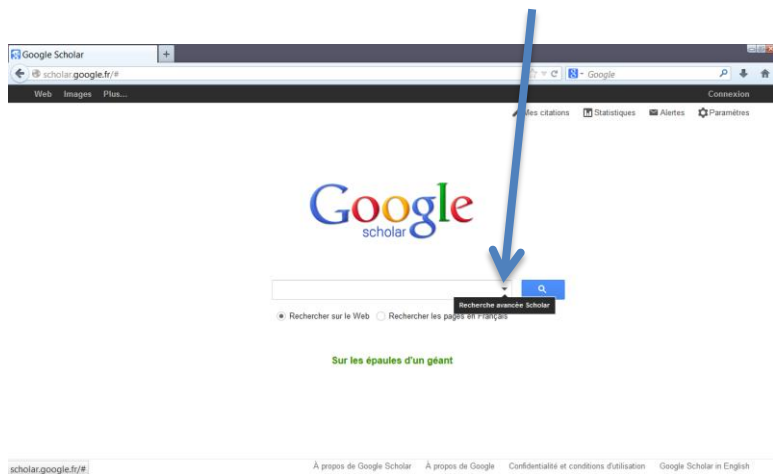 Google Scholar
scholar.google.fr/#
Google
Web Images Plus... Connexion
Mes citations Statistiques Alertes Paramètres
Google
scholar
Recherche avancée Scholar
Rechercher sur le Web Rechercher les pages en Français
Sur les épaules d'un géant
scholar.google.fr/#
À propos de Google Scholar À propos de Google Confidentialité et conditions d'utilisation Google Scholar in English